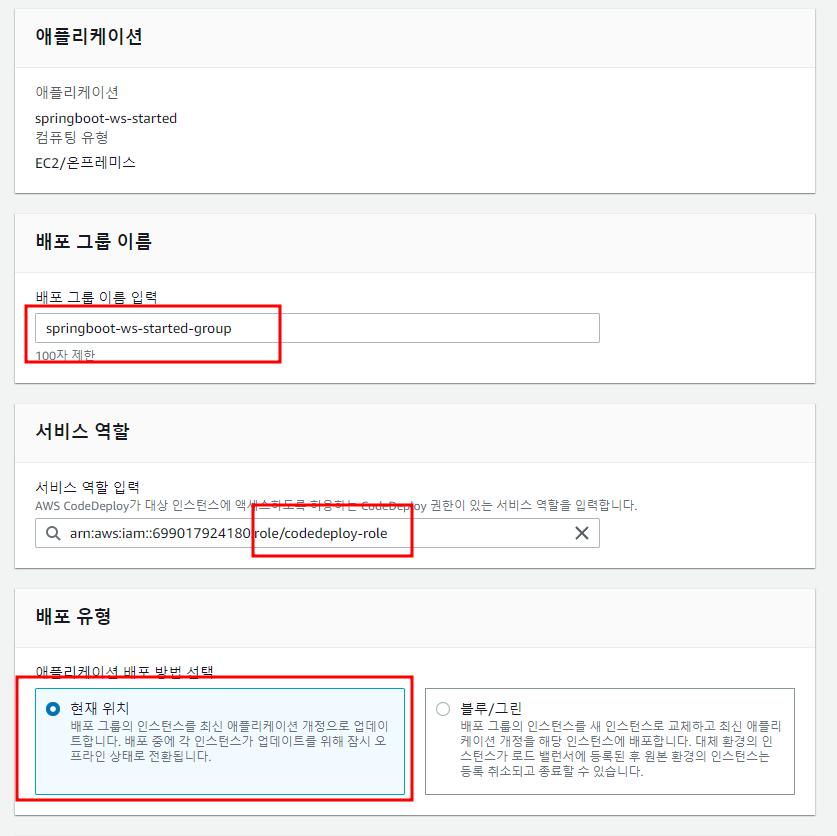 애플리케이션
애플리케이션
springboot-ws-started
컴퓨팅 유형
EC2/온프레미스
배포 그룹 이름
배포 그룹 이름 입력
springboot-ws-started-group
100자 제한
서비스 역할
서비스 역할 입력
AWS CodeDeploy가 대상 인스턴스에 액세스하도록 허용하는 CodeDeploy 권한이 있는 서비스 역할을 입력합니다.
arn:aws:iam::699017924180:role/codedeploy-role
배포 유형
애플리케이션 배포 방법 선택
현재 위치
배포 그룹의 인스턴스를 최신 애플리케이션 개정으로 업데이
트합니다. 배포 중에 각 인스턴스가 업데이트를 위해 잠시 오
프라인 상태로 전환됩니다.
블루/그린
배포 그룹의 인스턴스를 새 인스턴스로 교체하고 최신 애플리
케이션 개정을 해당 인스턴스에 배포합니다. 대체 환경의 인
스턴스가 로드 밸런서에 등록된 후 원본 환경의 인스턴스는
등록 취소되고 종료할 수 있습니다.